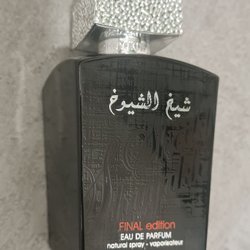 شيخ الشيوخ
FINAL edition
EAU DE PARFUM
natural spray - vaporisateur